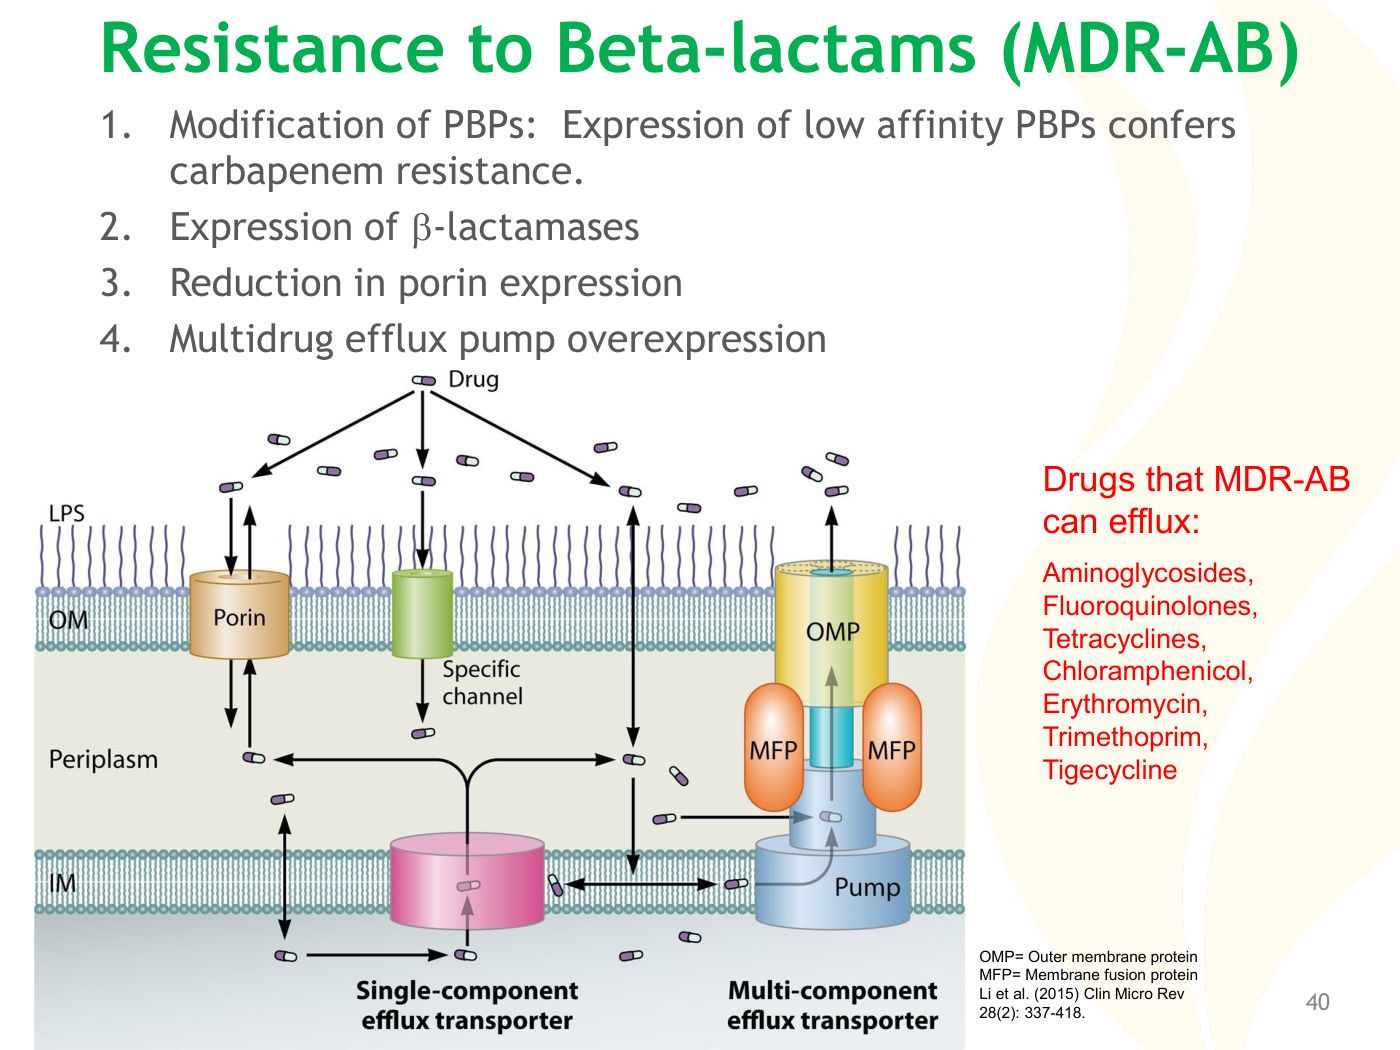 Resistance to Beta-lactams (MDR-AB)
1. Modification of PBPs: Expression of low affinity PBPs confers
carbapenem resistance.
2. Expression of β-lactamases
3. Reduction in porin expression
4. Multidrug efflux pump overexpression
Drug
LPS
Porin
OM
Specific
channel
OMP
MFP
MFP
Periplasm
IM
Pump
Single-component
efflux transporter
Multi-component
efflux transporter
Drugs that MDR-AB
can efflux:
Aminoglycosides,
Fluoroquinolones,
Tetracyclines,
Chloramphenicol,
Erythromycin,
Trimethoprim,
Tigecycline
OMP= Outer membrane protein
MFP= Membrane fusion protein
Li et al. (2015) Clin Micro Rev
28(2): 337-418.
40